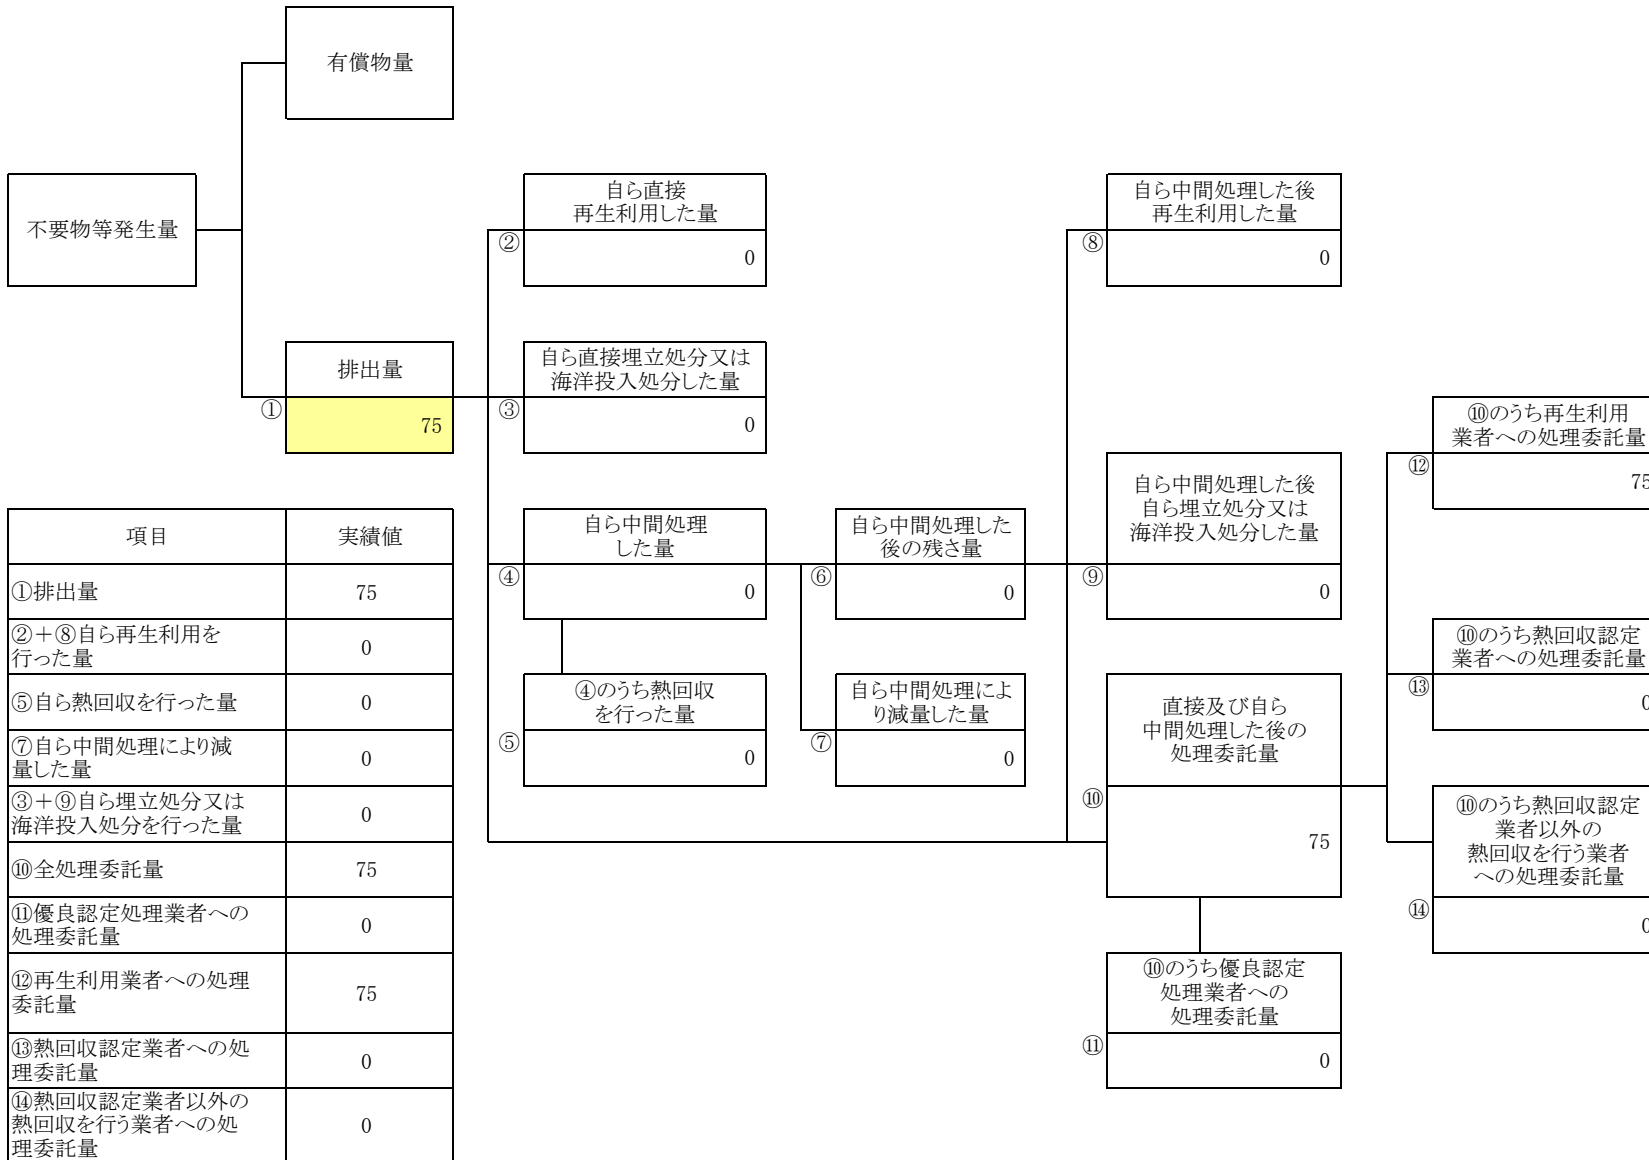 有償物量
不要物等発生量
自ら直接
再生利用した量
②
0
自ら中間処理した後
再生利用した量
⑧
0
排出量
①
75
自ら直接埋立処分又は
海洋投入処分した量
③
0
⑩のうち再生利用
業者への処理委託量
⑫
75
自ら中間処理
した量
④
0
自ら中間処理した
後の残さ量
⑥
0
自ら中間処理した後
自ら埋立処分又は
海洋投入処分した量
⑨
0
⑩のうち熱回収認定
業者への処理委託量
⑬
0
④のうち熱回収
を行った量
⑤
0
自ら中間処理によ
り減量した量
⑦
0
直接及び自ら
中間処理した後の
処理委託量
⑩
75
⑩のうち熱回収認定
業者以外の
熱回収を行う業者
への処理委託量
⑭
0
⑩のうち優良認定
処理業者への
処理委託量
⑪
0
項目 実績値
①排出量 75
②＋⑧自ら再生利用を
行った量 0
⑤自ら熱回収を行った量 0
⑦自ら中間処理により減
量した量 0
③＋⑨自ら埋立処分又は
海洋投入処分を行った量 0
⑩全処理委託量 75
⑪優良認定処理業者への
処理委託量 0
⑫再生利用業者への処理
委託量 75
⑬熱回収認定業者への処
理委託量 0
⑭熱回収認定業者以外の
熱回収を行う業者への処
理委託量 0